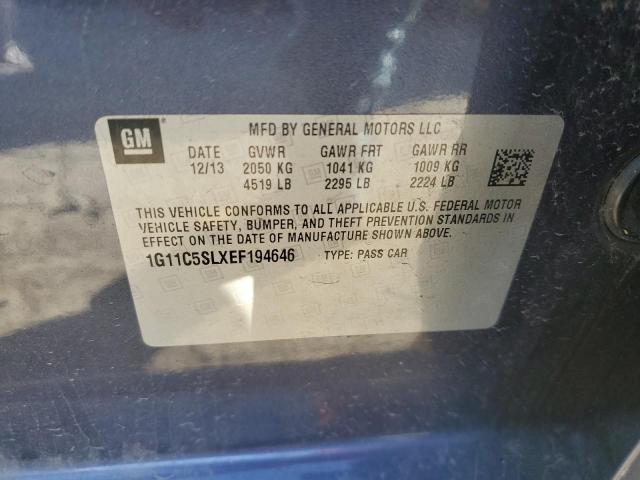 GM
MFD BY GENERAL MOTORS LLC
DATE GVWR GAWR FRT GAWR RR
12/13 2050 KG 1041 KG 1009 KG
4519 LB 2295 LB 2224 LB
THIS VEHICLE CONFORMS TO ALL APPLICABLE U.S. FEDERAL MOTOR
VEHICLE SAFETY, BUMPER, AND THEFT PREVENTION STANDARDS IN
EFFECT ON THE DATE OF MANUFACTURE SHOWN ABOVE.
1G11C5SLXEF194646 TYPE: PASS CAR